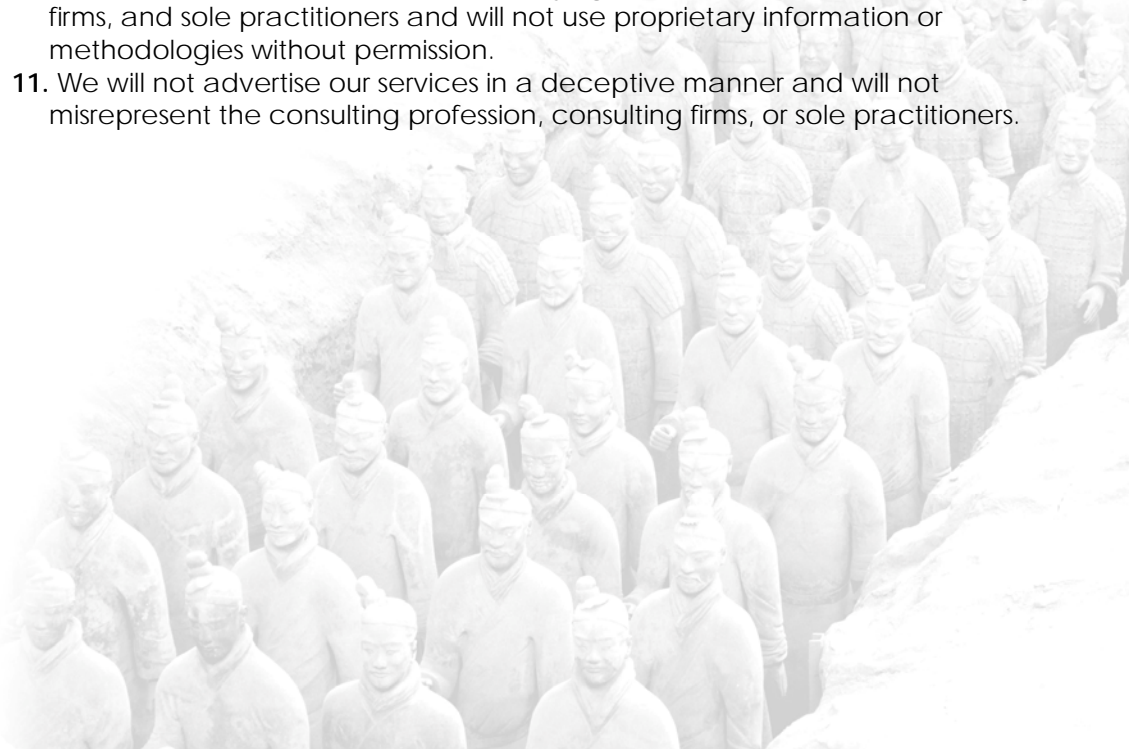 firms, and sole practitioners and will not use proprietary information or
methodologies without permission.
11. We will not advertise our services in a deceptive manner and will not
misrepresent the consulting profession, consulting firms, or sole practitioners.